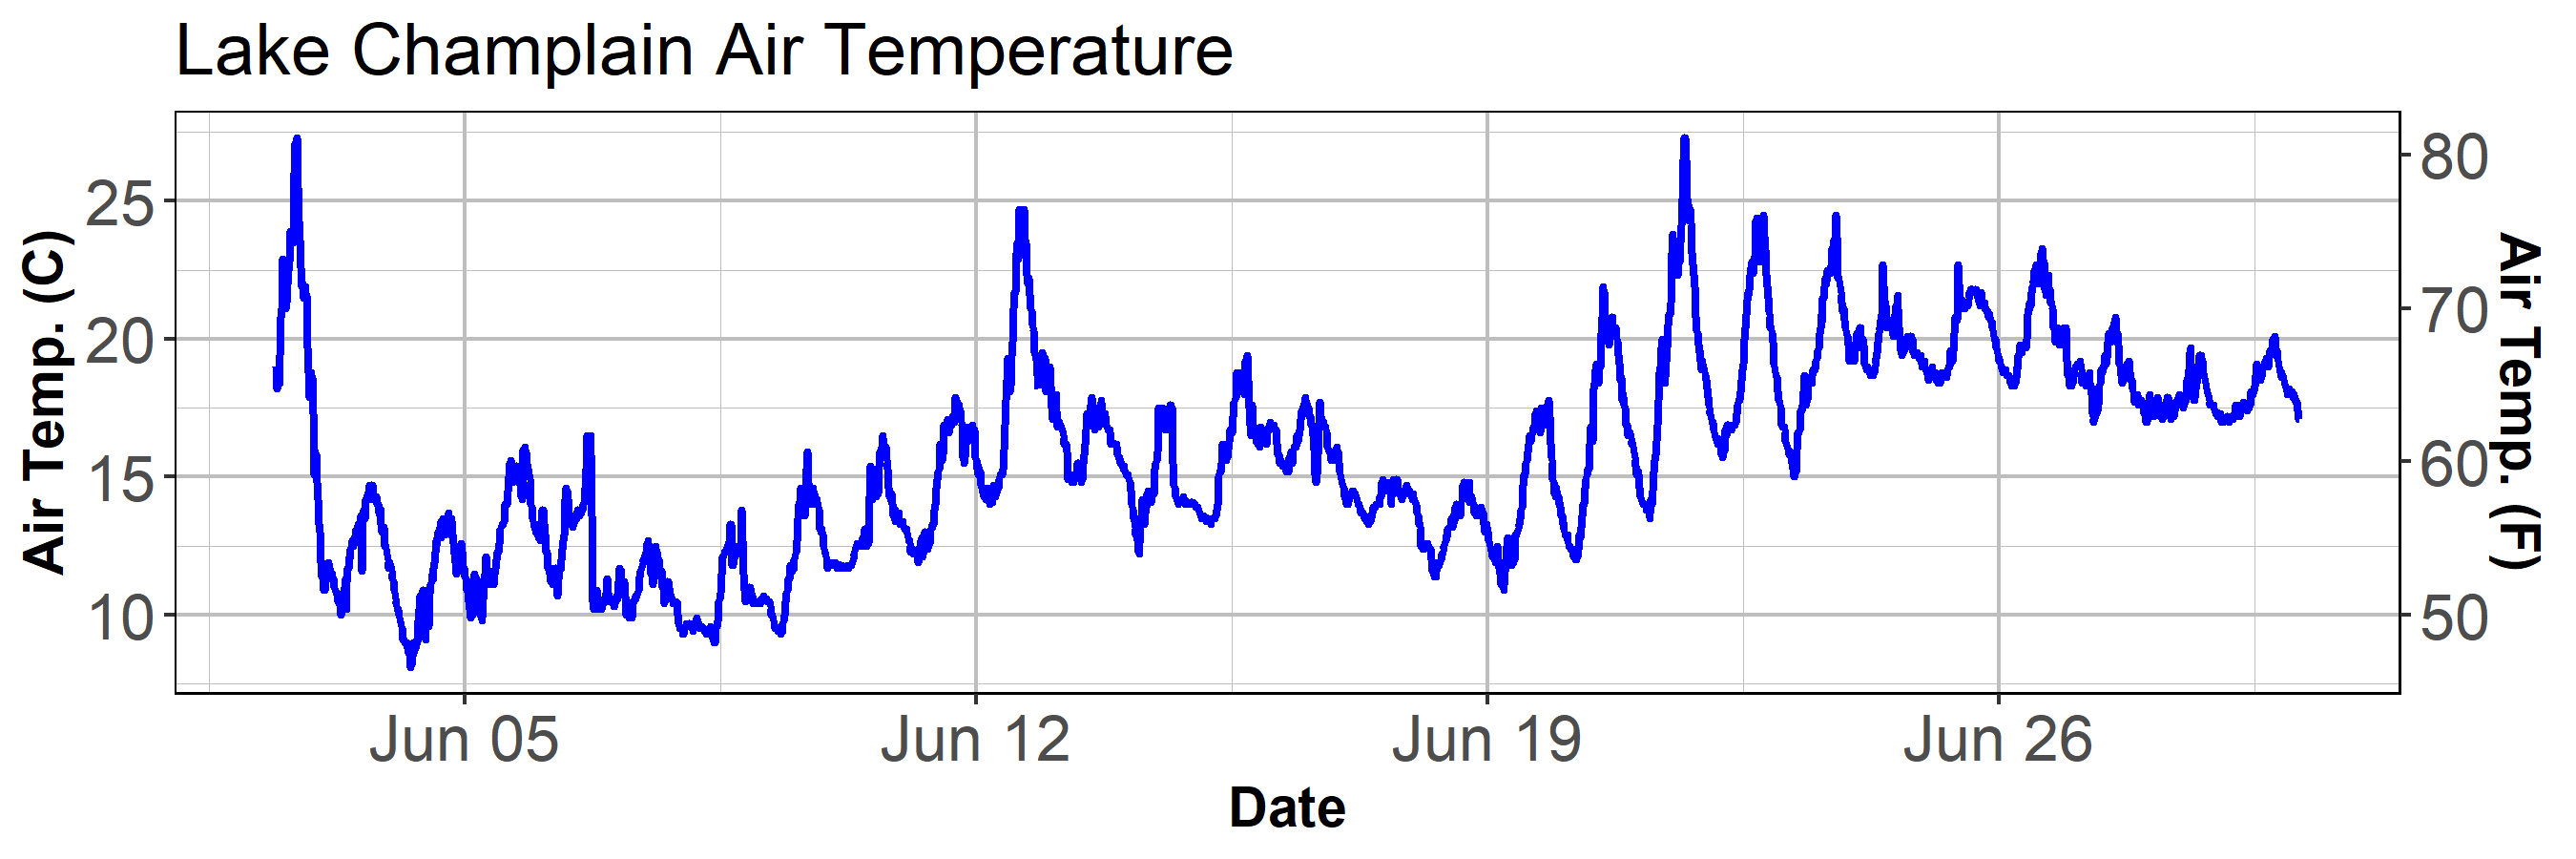 Lake Champlain Air Temperature
Air Temp. (C)
25
20
15
10
80
70
60
50
Air Temp. (F)
Jun 05 Jun 12 Jun 19 Jun 26
Date